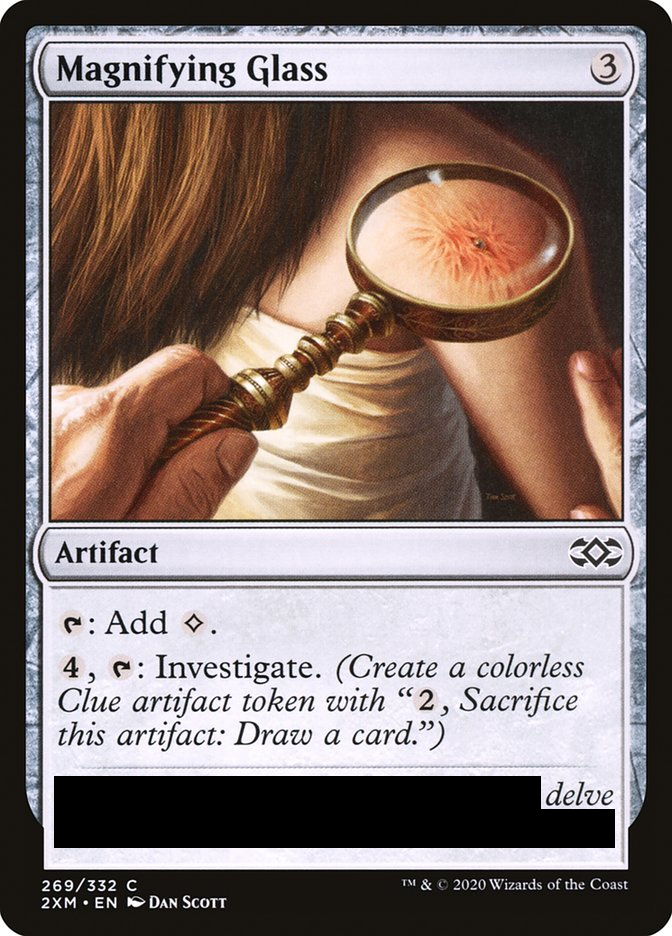 Magnifying Glass 3
Dan Scott
Artifact
: Add .
4, : Investigate. (Create a colorless
Clue artifact token with “2, Sacrifice
this artifact: Draw a card.”)
delve
269/332 C ™ & © 2020 Wizards of the Coast
2XM • EN Dan Scott